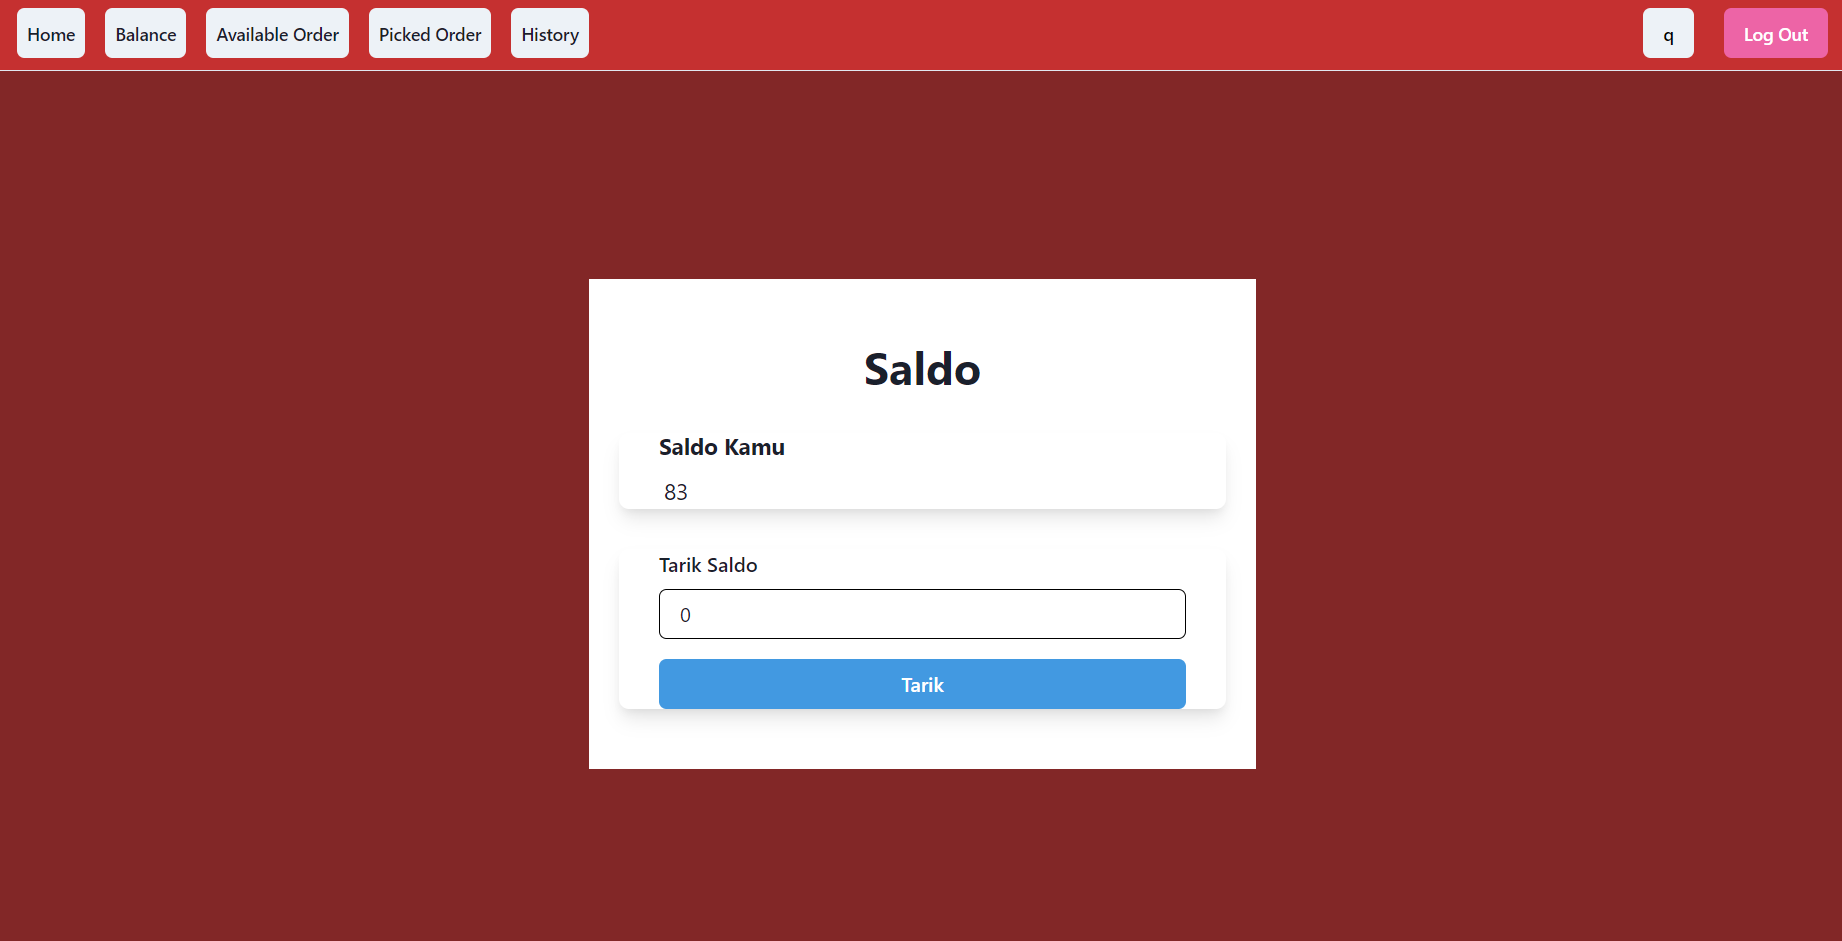 Home Balance Available Order Picked Order History q Log Out
Saldo
Saldo Kamu
83
Tarik Saldo
0
Tarik